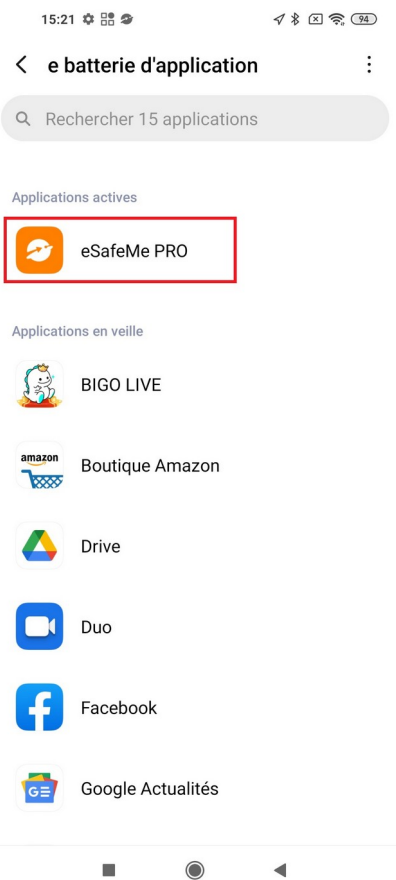 15:21
94
e batterie d'application
Rechercher 15 applications
Applications actives
eSafeMe PRO
Applications en veille
BIGO LIVE
amazon
Boutique Amazon
Drive
Duo
Facebook
GE
Google Actualités